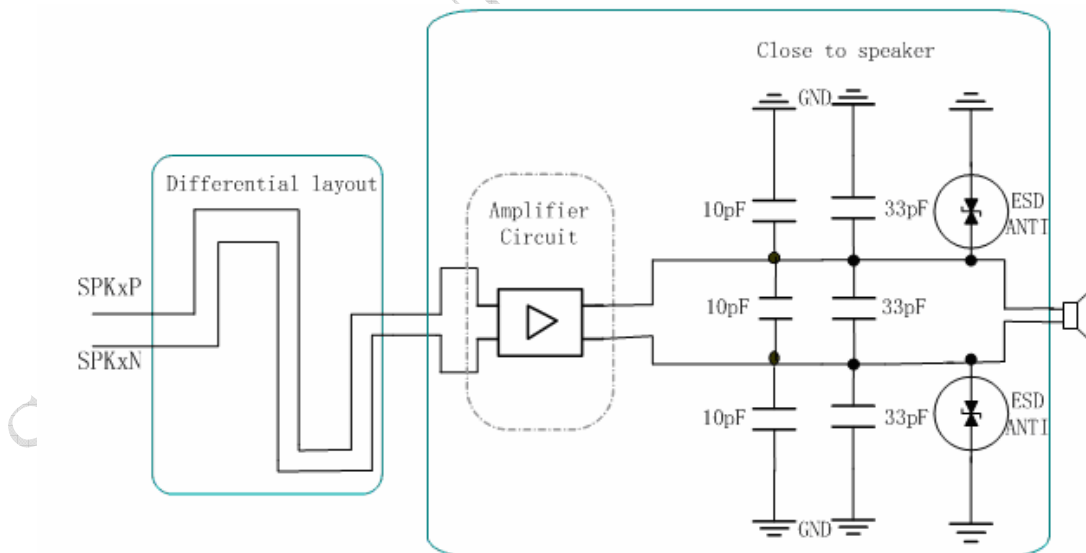 Close to speaker
GND
Differential layout
Amplifier
Circuit
10pF
33pF
ESD
ANTI
SPKxP
10pF
33pF
SPKxN
10pF
33pF
ESD
ANTI
GND